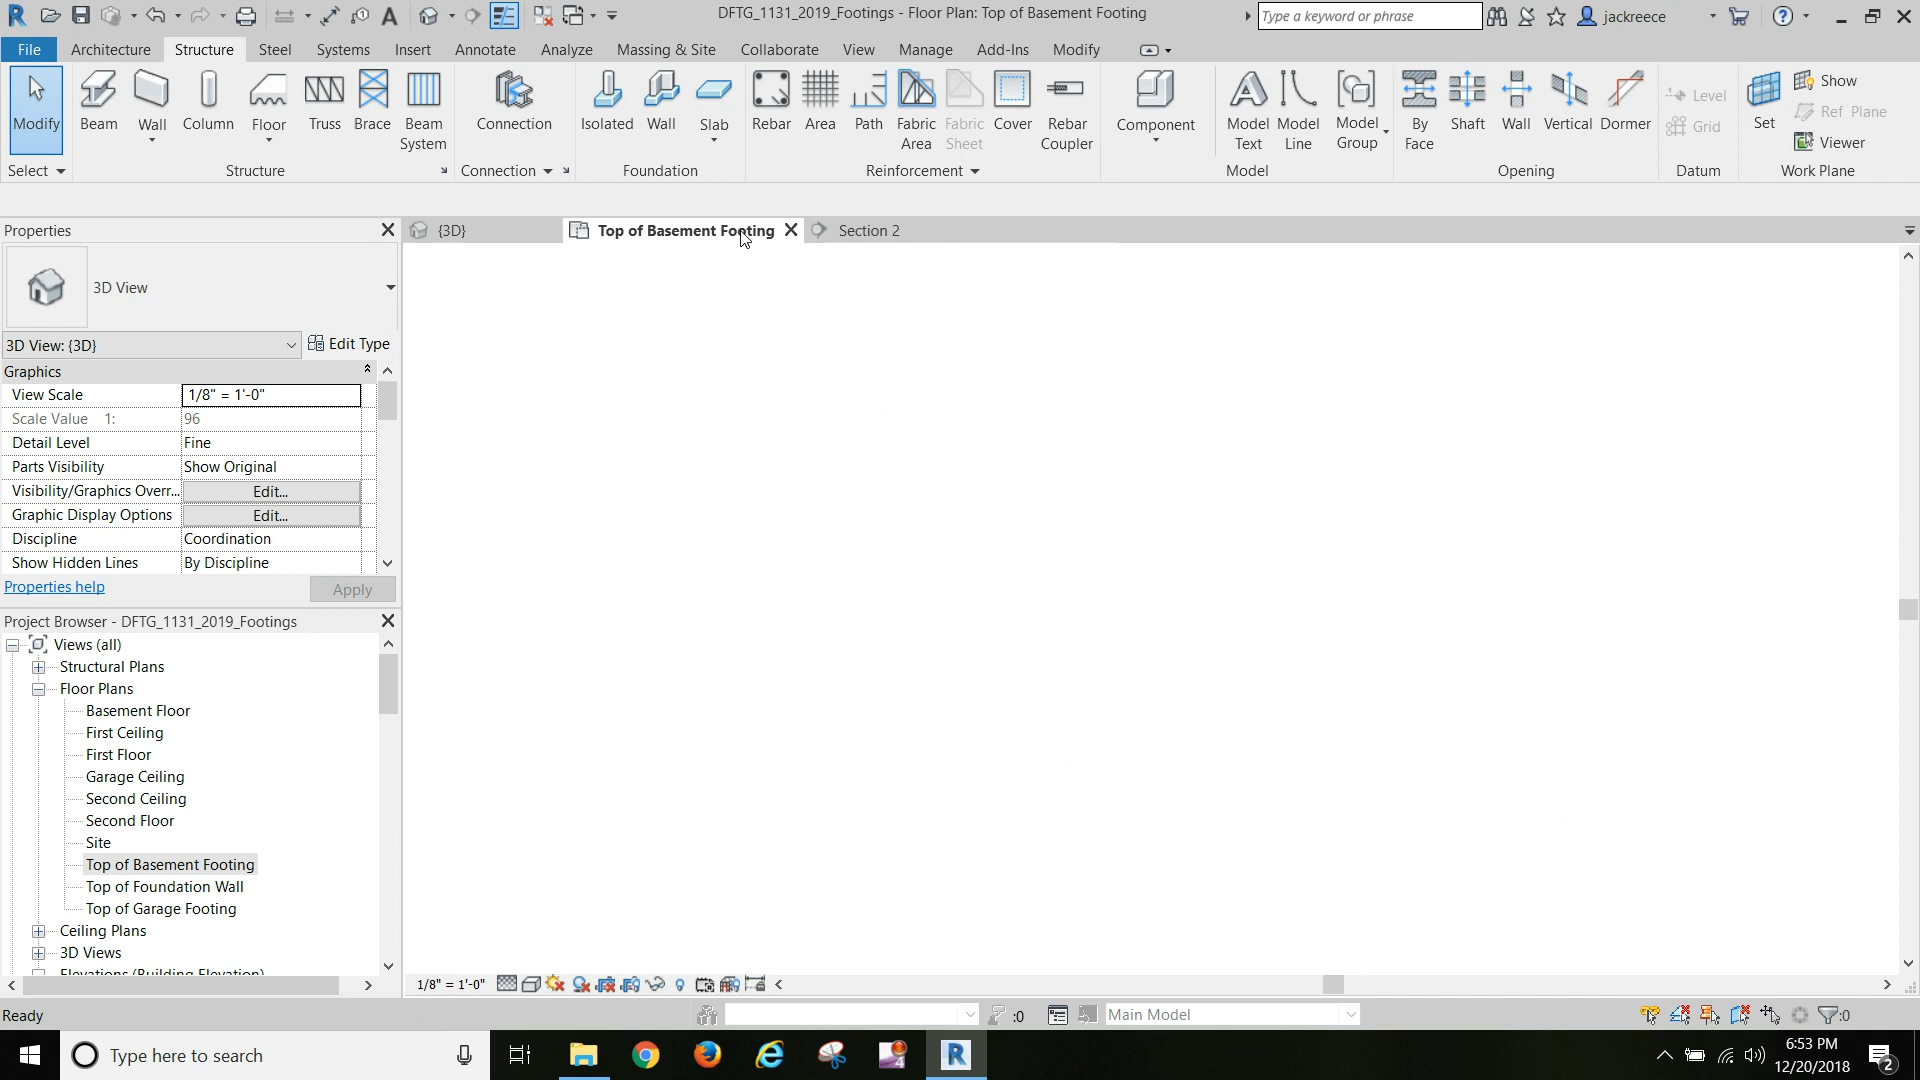 DFTG_1131_2019_Footings - Floor Plan: Top of Basement Footing
Type a keyword or phrase
jackreece
File Architecture Structure Steel Systems Insert Annotate Analyze Massing & Site Collaborate View Manage Add-Ins Modify
Modify Beam Wall Column Floor Truss Brace Beam System Connection Isolated Wall Slab Rebar Area Path Fabric Area Fabric Sheet Cover Rebar Coupler Component Model Text Model Line Model Group By Face Shaft Wall Vertical Dormer Level Grid Set Show Ref Plane Viewer
Select Structure Connection Foundation Reinforcement Model Opening Datum Work Plane
Properties
{3D} Top of Basement Footing Section 2
3D View
3D View: {3D} Edit Type
Graphics
View Scale 1/8" = 1'-0"
Scale Value 1: 96
Detail Level Fine
Parts Visibility Show Original
Visibility/Graphics Overr... Edit...
Graphic Display Options Edit...
Discipline Coordination
Show Hidden Lines By Discipline
Properties help Apply
Project Browser - DFTG_1131_2019_Footings
Views (all)
Structural Plans
Floor Plans
Basement Floor
First Ceiling
First Floor
Garage Ceiling
Second Ceiling
Second Floor
Site
Top of Basement Footing
Top of Foundation Wall
Top of Garage Footing
Ceiling Plans
3D Views
Elevations (Building Elevation)
1/8" = 1'-0"
Ready :0 Main Model :0
Type here to search
6:53 PM
12/20/2018
2